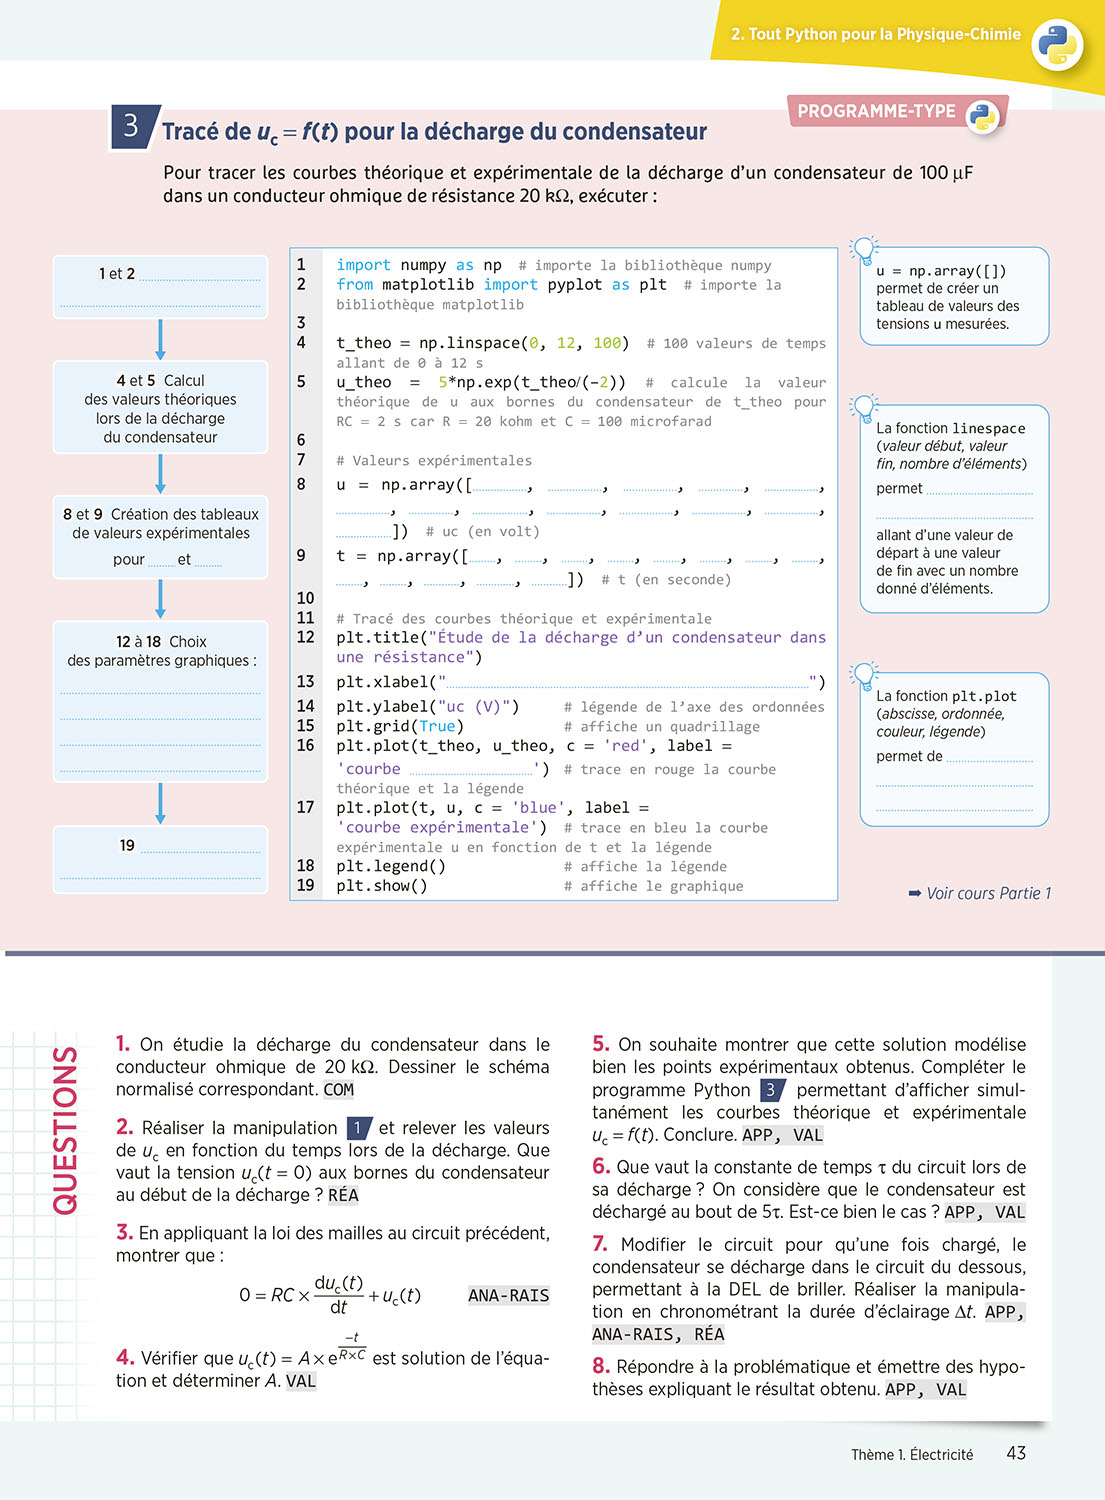 2. Tout Python pour la Physique-Chimie
PROGRAMME-TYPE
3 Tracé de uc = f(t) pour la décharge du condensateur
Pour tracer les courbes théorique et expérimentale de la décharge d’un condensateur de 100 µF
dans un conducteur ohmique de résistance 20 kΩ, exécuter :
1 et 2
4 et 5 Calcul
des valeurs théoriques
lors de la décharge
du condensateur
8 et 9 Création des tableaux
de valeurs expérimentales
pour ........ et ........
12 à 18 Choix
des paramètres graphiques :
19
1 import numpy as np # importe la bibliothèque numpy
2 from matplotlib import pyplot as plt # importe la
bibliothèque matplotlib
3
4 t_theo = np.linspace(0, 12, 100) # 100 valeurs de temps
allant de 0 à 12 s
5 u_theo = 5*np.exp(t_theo/(–2)) # calcule la valeur
théorique de u aux bornes du condensateur de t_theo pour
RC = 2 s car R = 20 kohm et C = 100 microfarad
6
7 # Valeurs expérimentales
8 u = np.array([............, ............, ............, ............, ............,
............, ............, ............, ............, ............, ............,
............]) # uc (en volt)
9 t = np.array([......, ......, ......, ......, ......, ......, ......, ......,
......, ......, ......, ......, ......]) # t (en seconde)
10
11 # Tracé des courbes théorique et expérimentale
12 plt.title("Étude de la décharge d’un condensateur dans
une résistance")
13 plt.xlabel("............................................................")
14 plt.ylabel("uc (V)") # légende de l’axe des ordonnées
15 plt.grid(True) # affiche un quadrillage
16 plt.plot(t_theo, u_theo, c = 'red', label =
'courbe ..............................') # trace en rouge la courbe
théorique et la légende
17 plt.plot(t, u, c = 'blue', label =
'courbe expérimentale') # trace en bleu la courbe
expérimentale u en fonction de t et la légende
18 plt.legend() # affiche la légende
19 plt.show() # affiche le graphique
u = np.array([])
permet de créer un
tableau de valeurs des
tensions u mesurées.
La fonction linespace
(valeur début, valeur
fin, nombre d’éléments)
permet
allant d’une valeur de
départ à une valeur
de fin avec un nombre
donné d’éléments.
La fonction plt.plot
(abscisse, ordonnée,
couleur, légende)
permet de
➡ Voir cours Partie 1
QUESTIONS
1. On étudie la décharge du condensateur dans le
conducteur ohmique de 20 kΩ. Dessiner le schéma
normalisé correspondant. COM
2. Réaliser la manipulation 1 et relever les valeurs
de uc en fonction du temps lors de la décharge. Que
vaut la tension uc(t = 0) aux bornes du condensateur
au début de la décharge ? RÉA
3. En appliquant la loi des mailles au circuit précédent,
montrer que :
0 = RC × duc(t)/dt + uc(t) ANA-RAIS
4. Vérifier que uc(t) = A × e^(–t/(R×C)) est solution de l’équa-
tion et déterminer A. VAL
5. On souhaite montrer que cette solution modélise
bien les points expérimentaux obtenus. Compléter le
programme Python 3 permettant d’afficher simul-
tanément les courbes théorique et expérimentale
uc = f(t). Conclure. APP, VAL
6. Que vaut la constante de temps τ du circuit lors de
sa décharge ? On considère que le condensateur est
déchargé au bout de 5τ. Est-ce bien le cas ? APP, VAL
7. Modifier le circuit pour qu’une fois chargé, le
condensateur se décharge dans le circuit du dessous,
permettant à la DEL de briller. Réaliser la manipula-
tion en chronométrant la durée d’éclairage Δt. APP,
ANA-RAIS, RÉA
8. Répondre à la problématique et émettre des hypo-
thèses expliquant le résultat obtenu. APP, VAL
Thème 1. Électricité 43